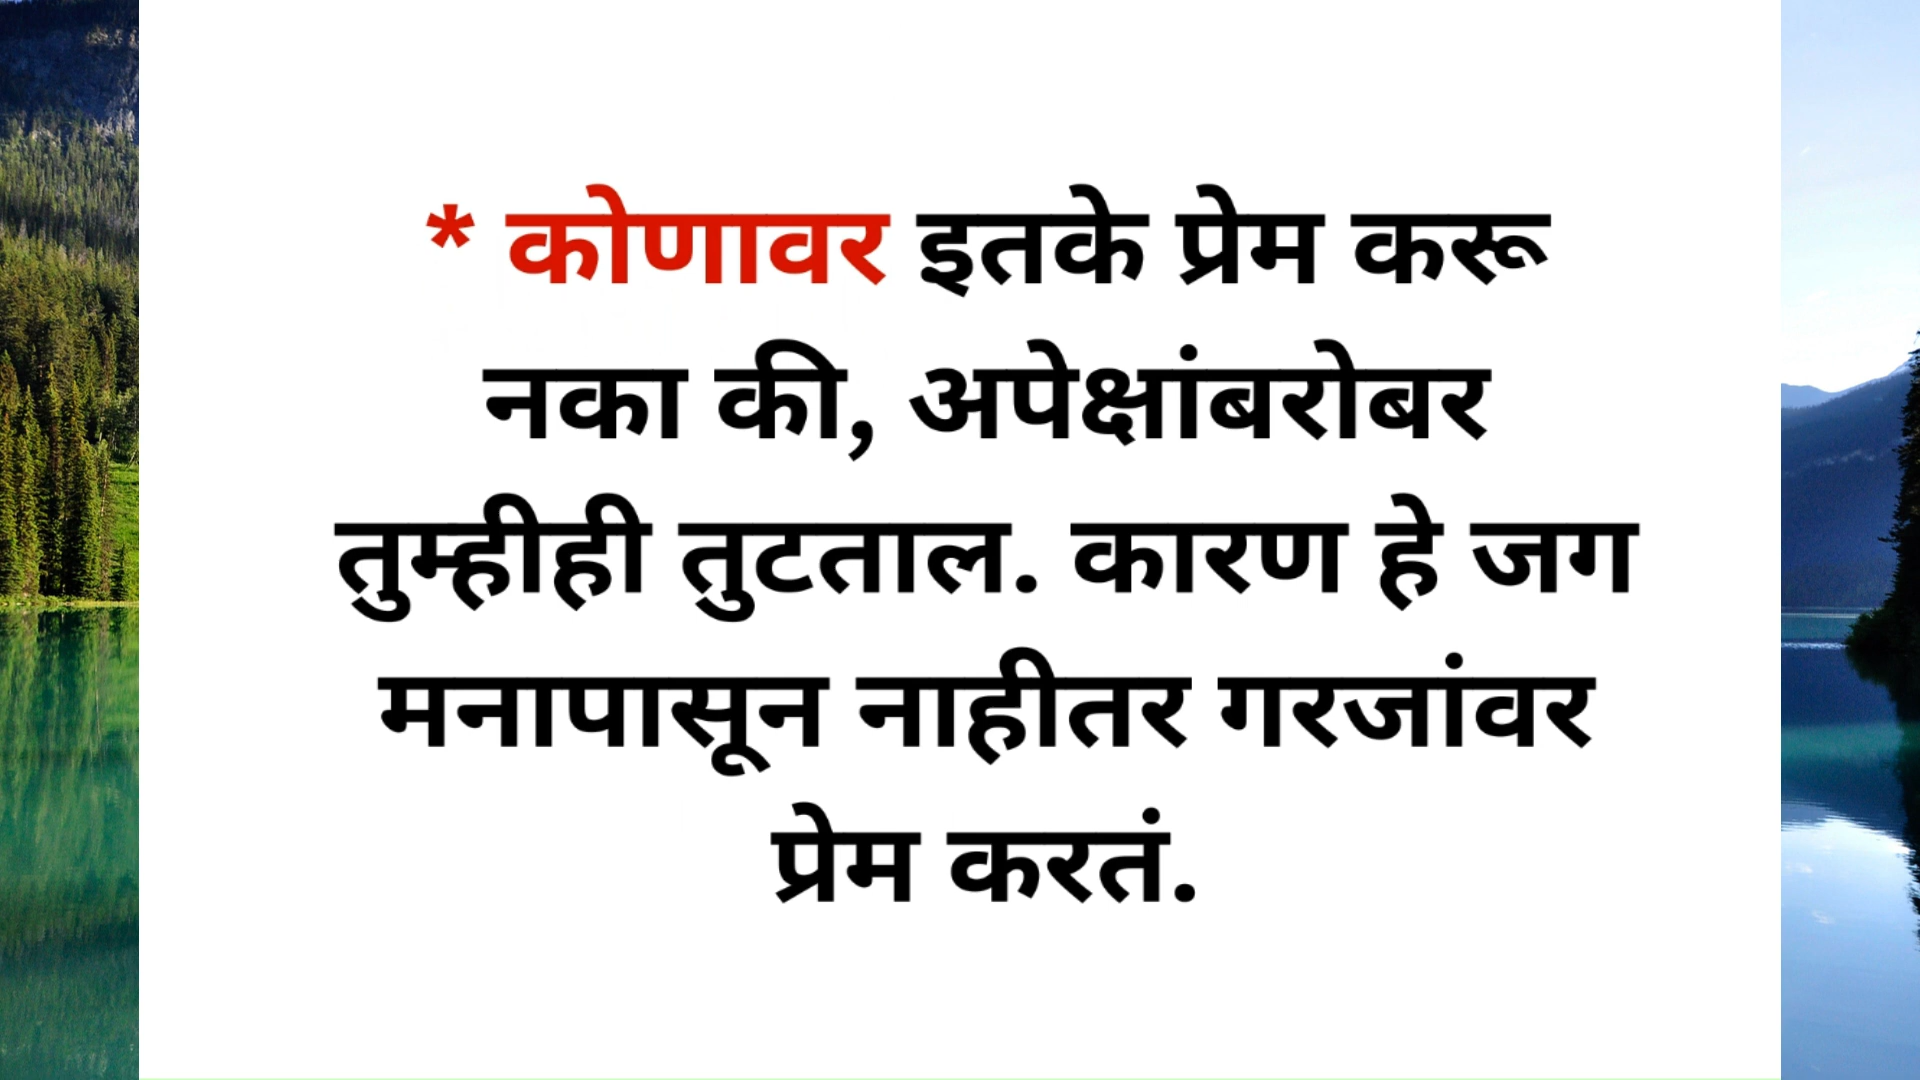 * कोणावर इतके प्रेम करू
नका की, अपेक्षांबरोबर
तुम्हीही तुटताल. कारण हे जग
मनापासून नाहीतर गरजांवर
प्रेम करतं.